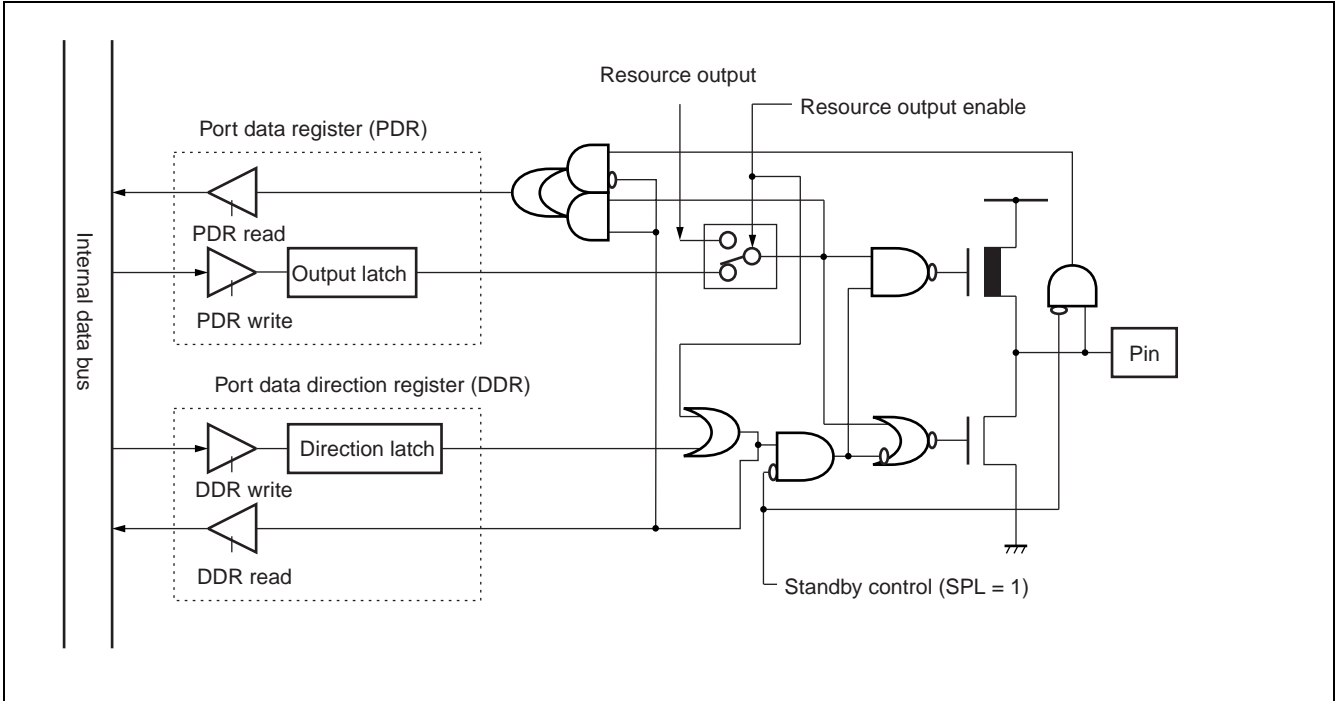 Resource output
Resource output enable
Port data register (PDR)
PDR read
Output latch
PDR write
Internal data bus
Pin
Port data direction register (DDR)
Direction latch
DDR write
DDR read
Standby control (SPL = 1)